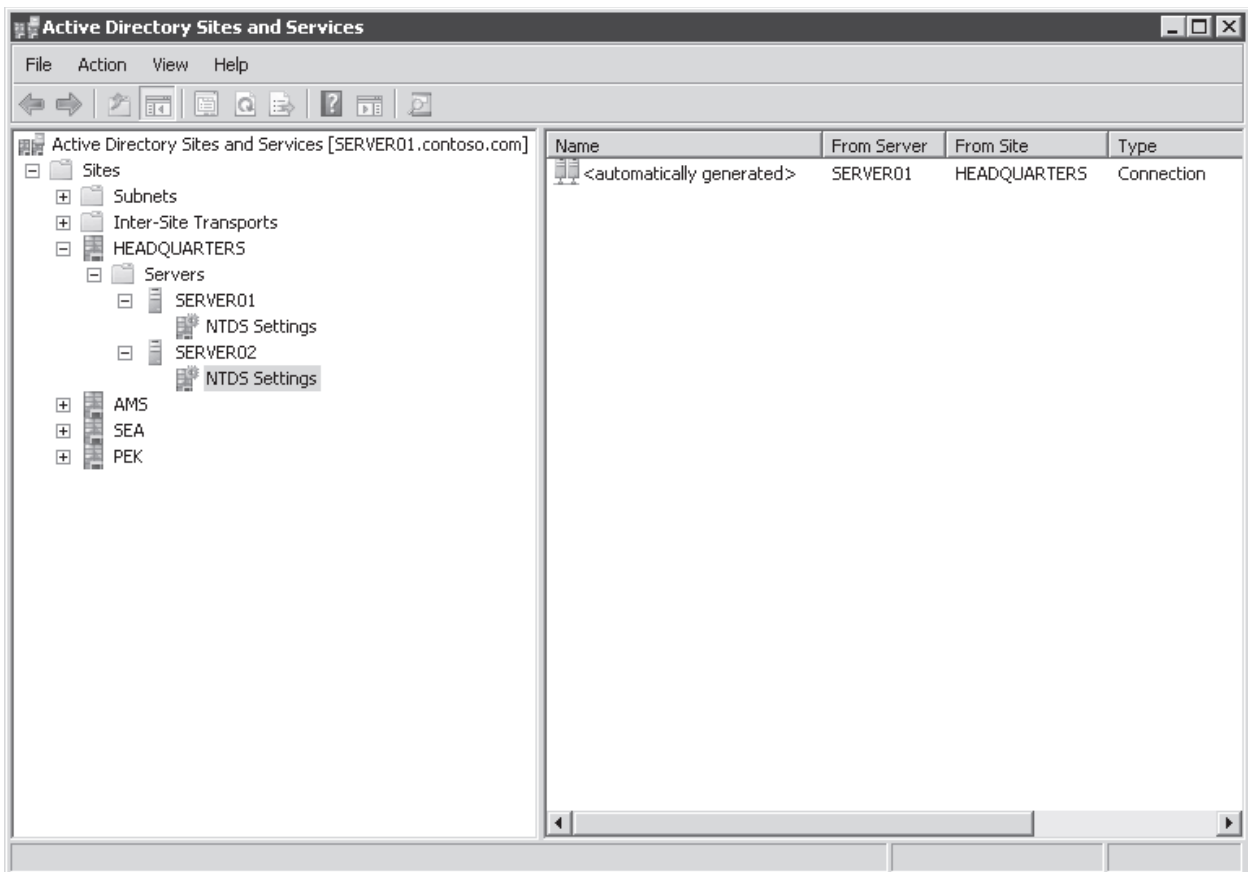 Active Directory Sites and Services
File Action View Help
Active Directory Sites and Services [SERVER01.contoso.com]
Sites
Subnets
Inter-Site Transports
HEADQUARTERS
Servers
SERVER01
NTDS Settings
SERVER02
NTDS Settings
AMS
SEA
PEK
Name From Server From Site Type
<automatically generated> SERVER01 HEADQUARTERS Connection